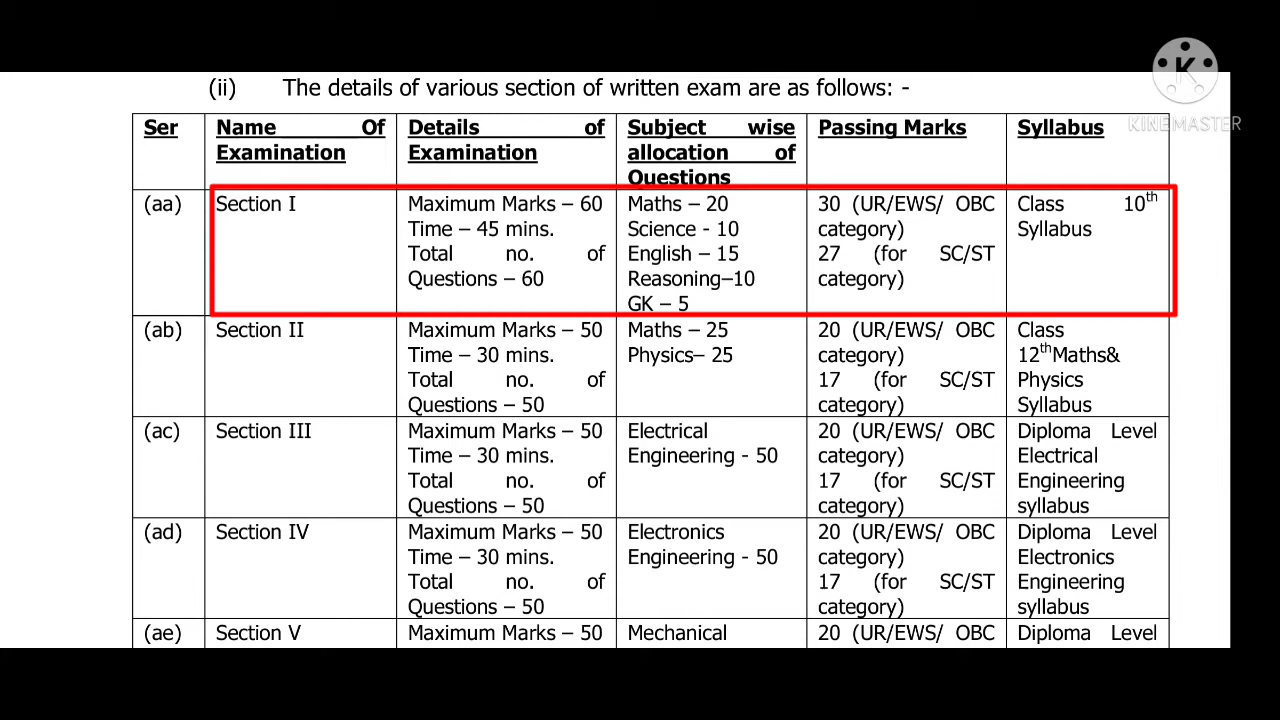 (ii) The details of various section of written exam are as follows: -
KINEMASTER
Ser
Name Of
Examination
Details of
Examination
Subject wise
allocation of
Questions
Passing Marks
Syllabus
(aa)
Section I
Maximum Marks – 60
Time – 45 mins.
Total no. of
Questions – 60
Maths – 20
Science - 10
English – 15
Reasoning–10
GK – 5
30 (UR/EWS/ OBC
category)
27 (for SC/ST
category)
Class 10th
Syllabus
(ab)
Section II
Maximum Marks – 50
Time – 30 mins.
Total no. of
Questions – 50
Maths – 25
Physics– 25
20 (UR/EWS/ OBC
category)
17 (for SC/ST
category)
Class
12thMaths&
Physics
Syllabus
(ac)
Section III
Maximum Marks – 50
Time – 30 mins.
Total no. of
Questions – 50
Electrical
Engineering - 50
20 (UR/EWS/ OBC
category)
17 (for SC/ST
category)
Diploma Level
Electrical
Engineering
syllabus
(ad)
Section IV
Maximum Marks – 50
Time – 30 mins.
Total no. of
Questions – 50
Electronics
Engineering - 50
20 (UR/EWS/ OBC
category)
17 (for SC/ST
category)
Diploma Level
Electronics
Engineering
syllabus
(ae)
Section V
Maximum Marks – 50
Mechanical
20 (UR/EWS/ OBC
Diploma Level